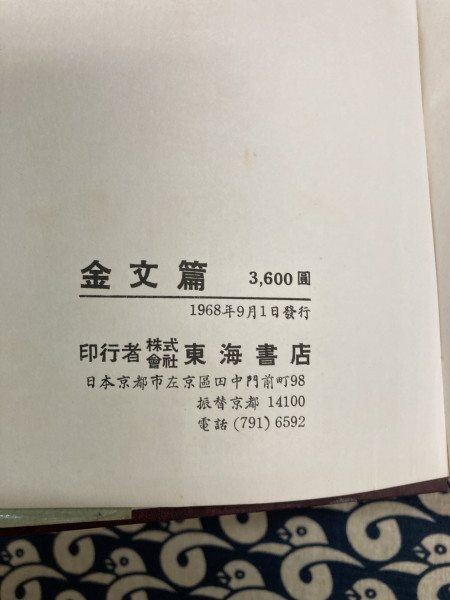 金文篇 3,600圓
1968年9月1日發行
印行者 株式會社 東海書店
日本京都市左京區田中門前町98
振替京都 14100
電話 (791) 6592